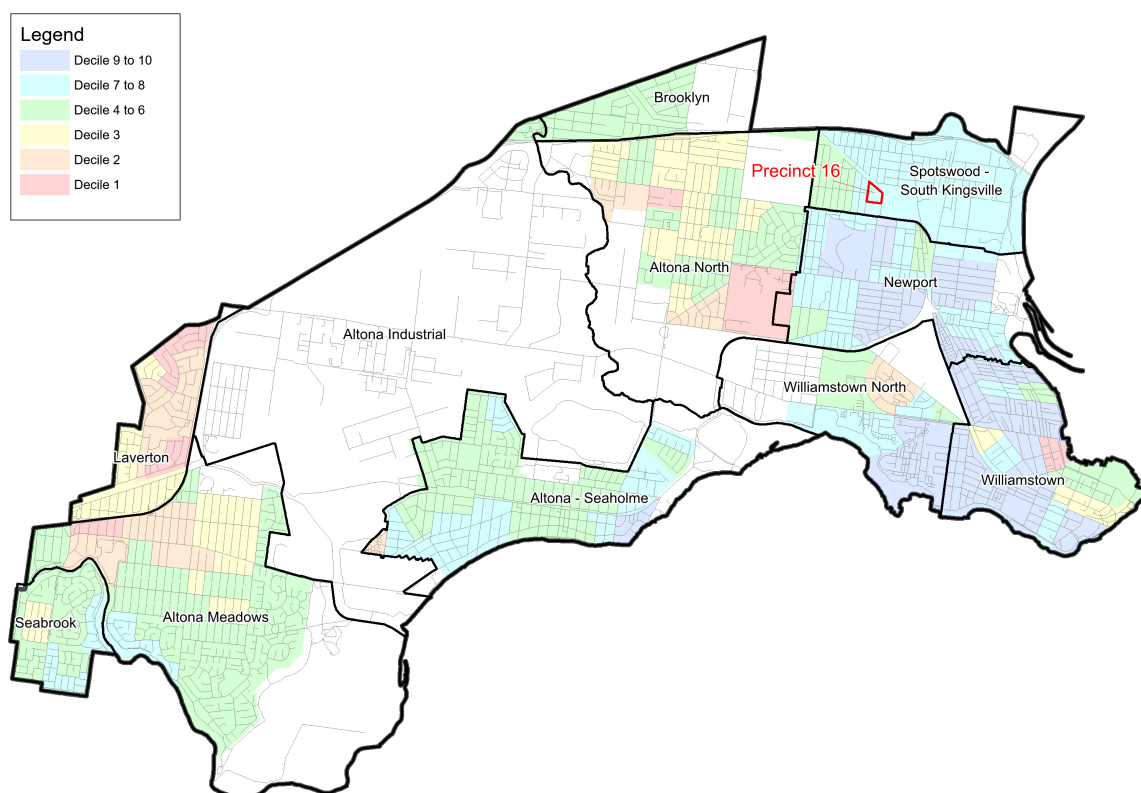 Legend
Decile 9 to 10
Decile 7 to 8
Decile 4 to 6
Decile 3
Decile 2
Decile 1
Brooklyn
Precinct 16
Spotswood -
South Kingsville
Altona North
Newport
Altona Industrial
Williamstown North
Laverton
Williamstown
Altona - Seaholme
Altona Meadows
Seabrook